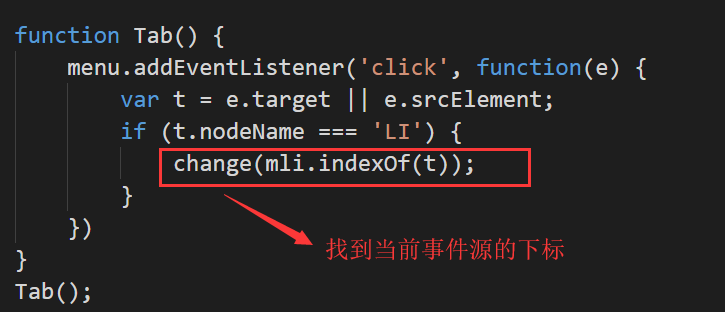 function Tab() {
menu.addEventListener('click', function(e) {
var t = e.target || e.srcElement;
if (t.nodeName === 'LI') {
change(mli.indexOf(t));
}
})
找到当前事件源的下标
}
Tab();